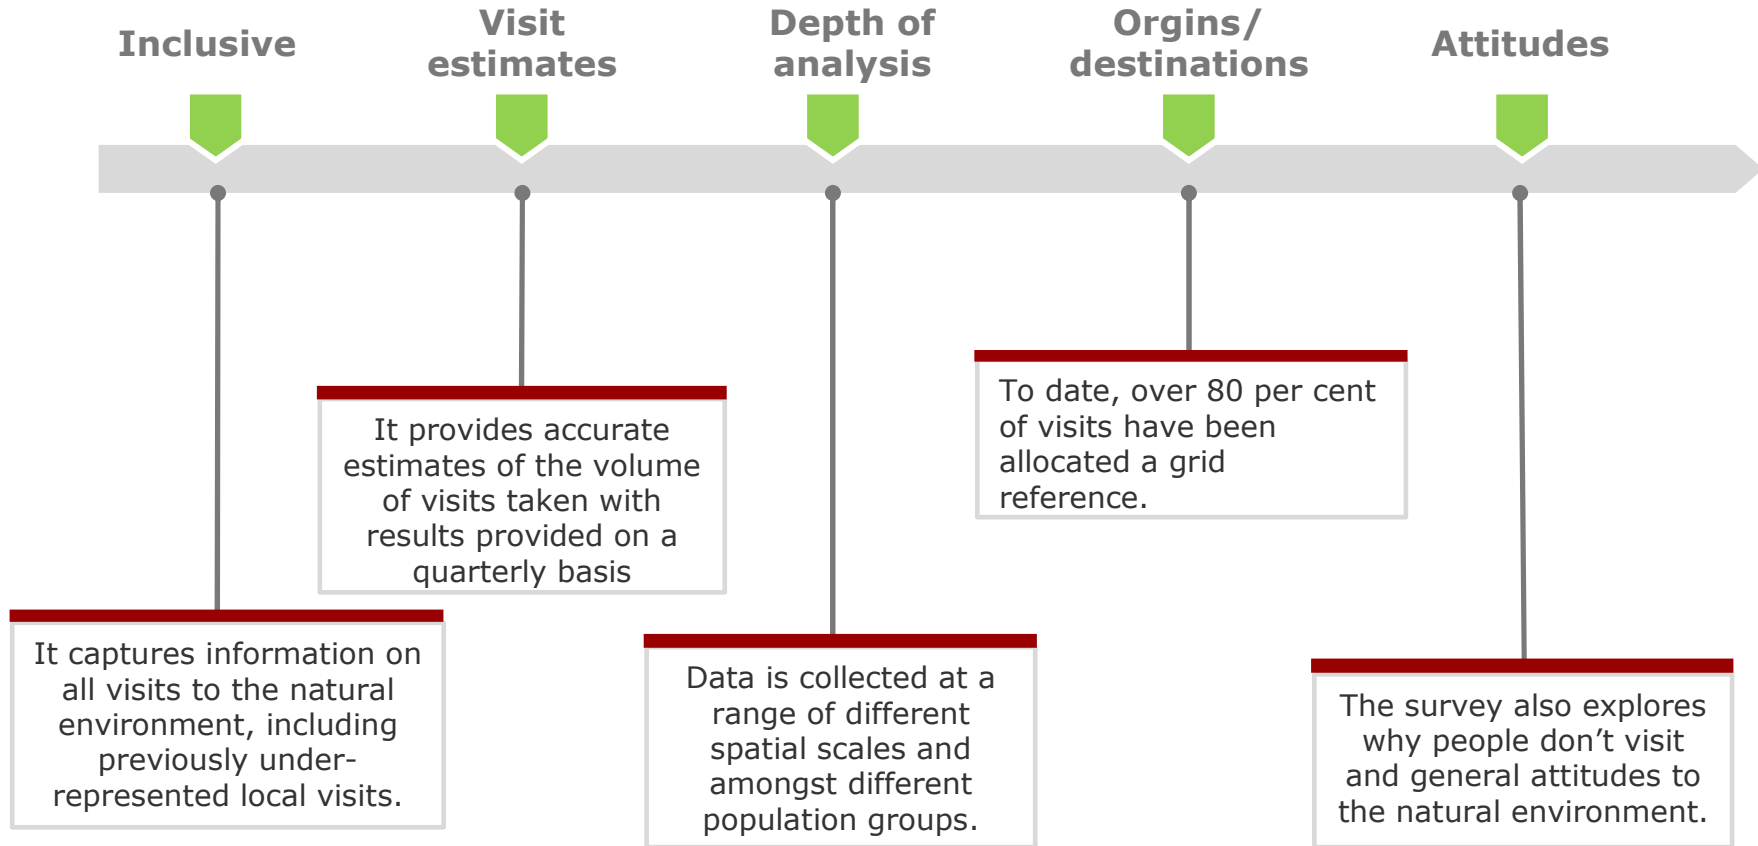 Inclusive
Visit
estimates
Depth of
analysis
Orgins/
destinations
Attitudes
It captures information on
all visits to the natural
environment, including
previously under-
represented local visits.
It provides accurate
estimates of the volume
of visits taken with
results provided on a
quarterly basis
Data is collected at a
range of different
spatial scales and
amongst different
population groups.
To date, over 80 per cent
of visits have been
allocated a grid
reference.
The survey also explores
why people don’t visit
and general attitudes to
the natural environment.